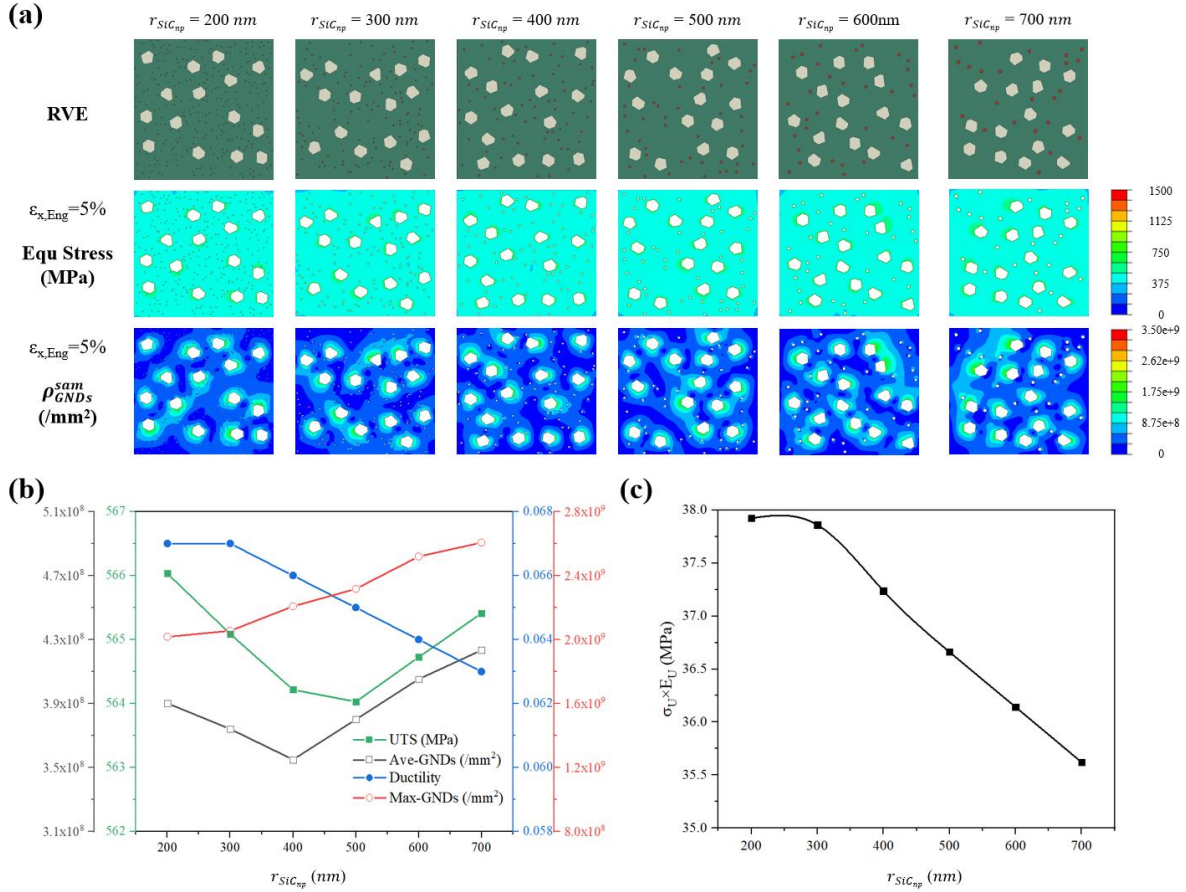 (a)
r_SiC_np = 200 nm r_SiC_np = 300 nm r_SiC_np = 400 nm r_SiC_np = 500 nm r_SiC_np = 600nm r_SiC_np = 700 nm
RVE
ε_x,Eng=5%
Equ Stress
(MPa)
1500
1125
750
375
0
ε_x,Eng=5%
ρ^sam_GNDs
(/mm²)
3.50e+9
2.62e+9
1.75e+9
8.75e+8
0
(b)
5.1x10⁸ 567 0.068 2.8x10⁹
4.7x10⁸ 566 0.066 2.4x10⁹
4.3x10⁸ 565 0.064 2.0x10⁹
3.9x10⁸ 564 0.062 1.6x10⁹
3.5x10⁸ 563 0.060 1.2x10⁹
3.1x10⁸ 562 0.058 8.0x10⁸
UTS (MPa)
Ave-GNDs (/mm²)
Ductility
Max-GNDs (/mm²)
200 300 400 500 600 700
r_SiC_np (nm)
(c)
σ_U×E_U (MPa)
38.0
37.5
37.0
36.5
36.0
35.5
35.0
200 300 400 500 600 700
r_SiC_np (nm)